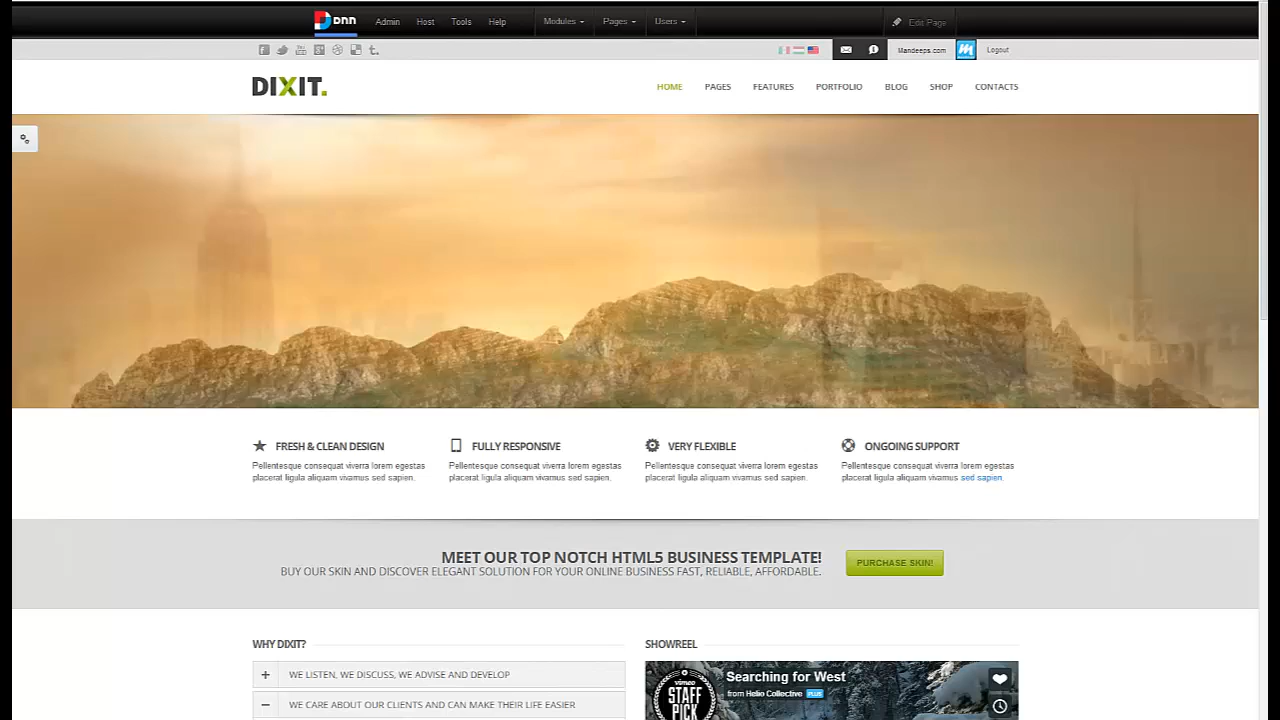 DNN Admin Host Tools Help Modules Pages Users Edit Page
Mandeeps.com Logout
DIXIT. HOME PAGES FEATURES PORTFOLIO BLOG SHOP CONTACTS
FRESH & CLEAN DESIGN
Pellentesque consequat viverra lorem egestas
placerat ligula aliquam vivamus sed sapien.
FULLY RESPONSIVE
Pellentesque consequat viverra lorem egestas
placerat ligula aliquam vivamus sed sapien.
VERY FLEXIBLE
Pellentesque consequat viverra lorem egestas
placerat ligula aliquam vivamus sed sapien.
ONGOING SUPPORT
Pellentesque consequat viverra lorem egestas
placerat ligula aliquam vivamus sed sapien.
MEET OUR TOP NOTCH HTML5 BUSINESS TEMPLATE!
BUY OUR SKIN AND DISCOVER ELEGANT SOLUTION FOR YOUR ONLINE BUSINESS FAST, RELIABLE, AFFORDABLE.
PURCHASE SKIN!
WHY DIXIT?
WE LISTEN, WE DISCUSS, WE ADVISE AND DEVELOP
WE CARE ABOUT OUR CLIENTS AND CAN MAKE THEIR LIFE EASIER
SHOWREEL
vimeo
STAFF
PICK
Searching for West
from Helio Collective PLUS